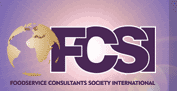 FCSI
FOODSERVICE CONSULTANTS SOCIETY INTERNATIONAL